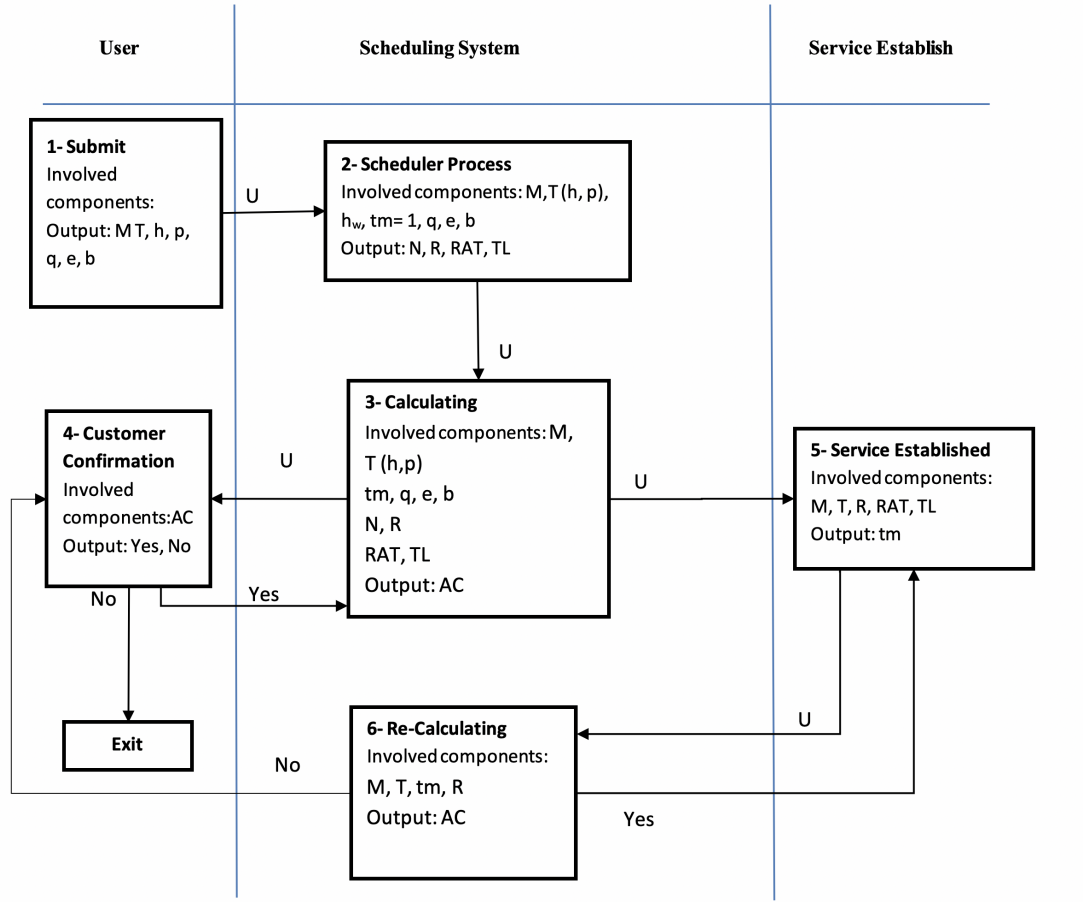 User
Scheduling System
Service Establish
1- Submit
Involved
components:
Output: M T, h, p,
q, e, b
U
2- Scheduler Process
Involved components: M,T (h, p),
hw, tm= 1, q, e, b
Output: N, R, RAT, TL
U
3- Calculating
Involved components: M,
T (h,p)
tm, q, e, b
N, R
RAT, TL
Output: AC
U
4- Customer
Confirmation
Involved
components:AC
Output: Yes, No
No
Yes
Exit
U
5- Service Established
Involved components:
M, T, R, RAT, TL
Output: tm
U
6- Re-Calculating
Involved components:
M, T, tm, R
Output: AC
No
Yes